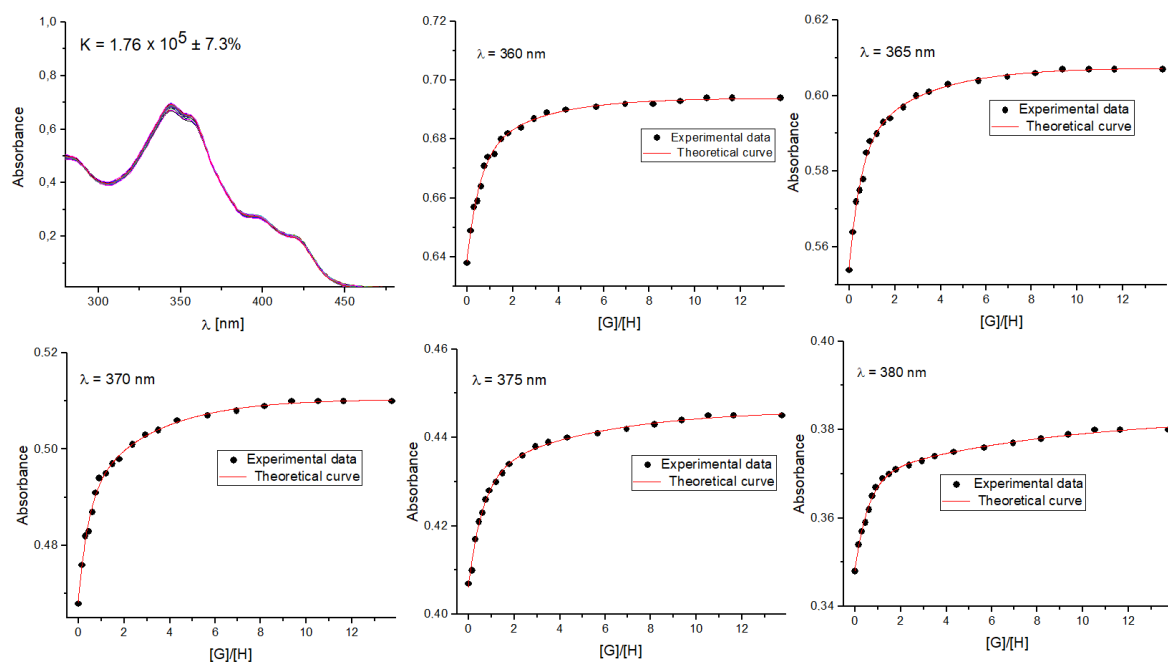 K = 1.76 x 10⁵ ± 7.3%
Absorbance
1,0
0,8
0,6
0,4
0,2
300
350
400
450
λ [nm]
λ = 360 nm
Absorbance
0.72
0.70
0.68
0.66
0.64
Experimental data
Theoretical curve
0
2
4
6
8
10
12
[G]/[H]
λ = 365 nm
Absorbance
0.62
0.60
0.58
0.56
Experimental data
Theoretical curve
0
2
4
6
8
10
12
[G]/[H]
λ = 370 nm
Absorbance
0.52
0.50
0.48
Experimental data
Theoretical curve
0
2
4
6
8
10
12
[G]/[H]
λ = 375 nm
Absorbance
0.46
0.44
0.42
0.40
Experimental data
Theoretical curve
0
2
4
6
8
10
12
[G]/[H]
λ = 380 nm
Absorbance
0.40
0.38
0.36
0.34
Experimental data
Theoretical curve
0
2
4
6
8
10
12
[G]/[H]